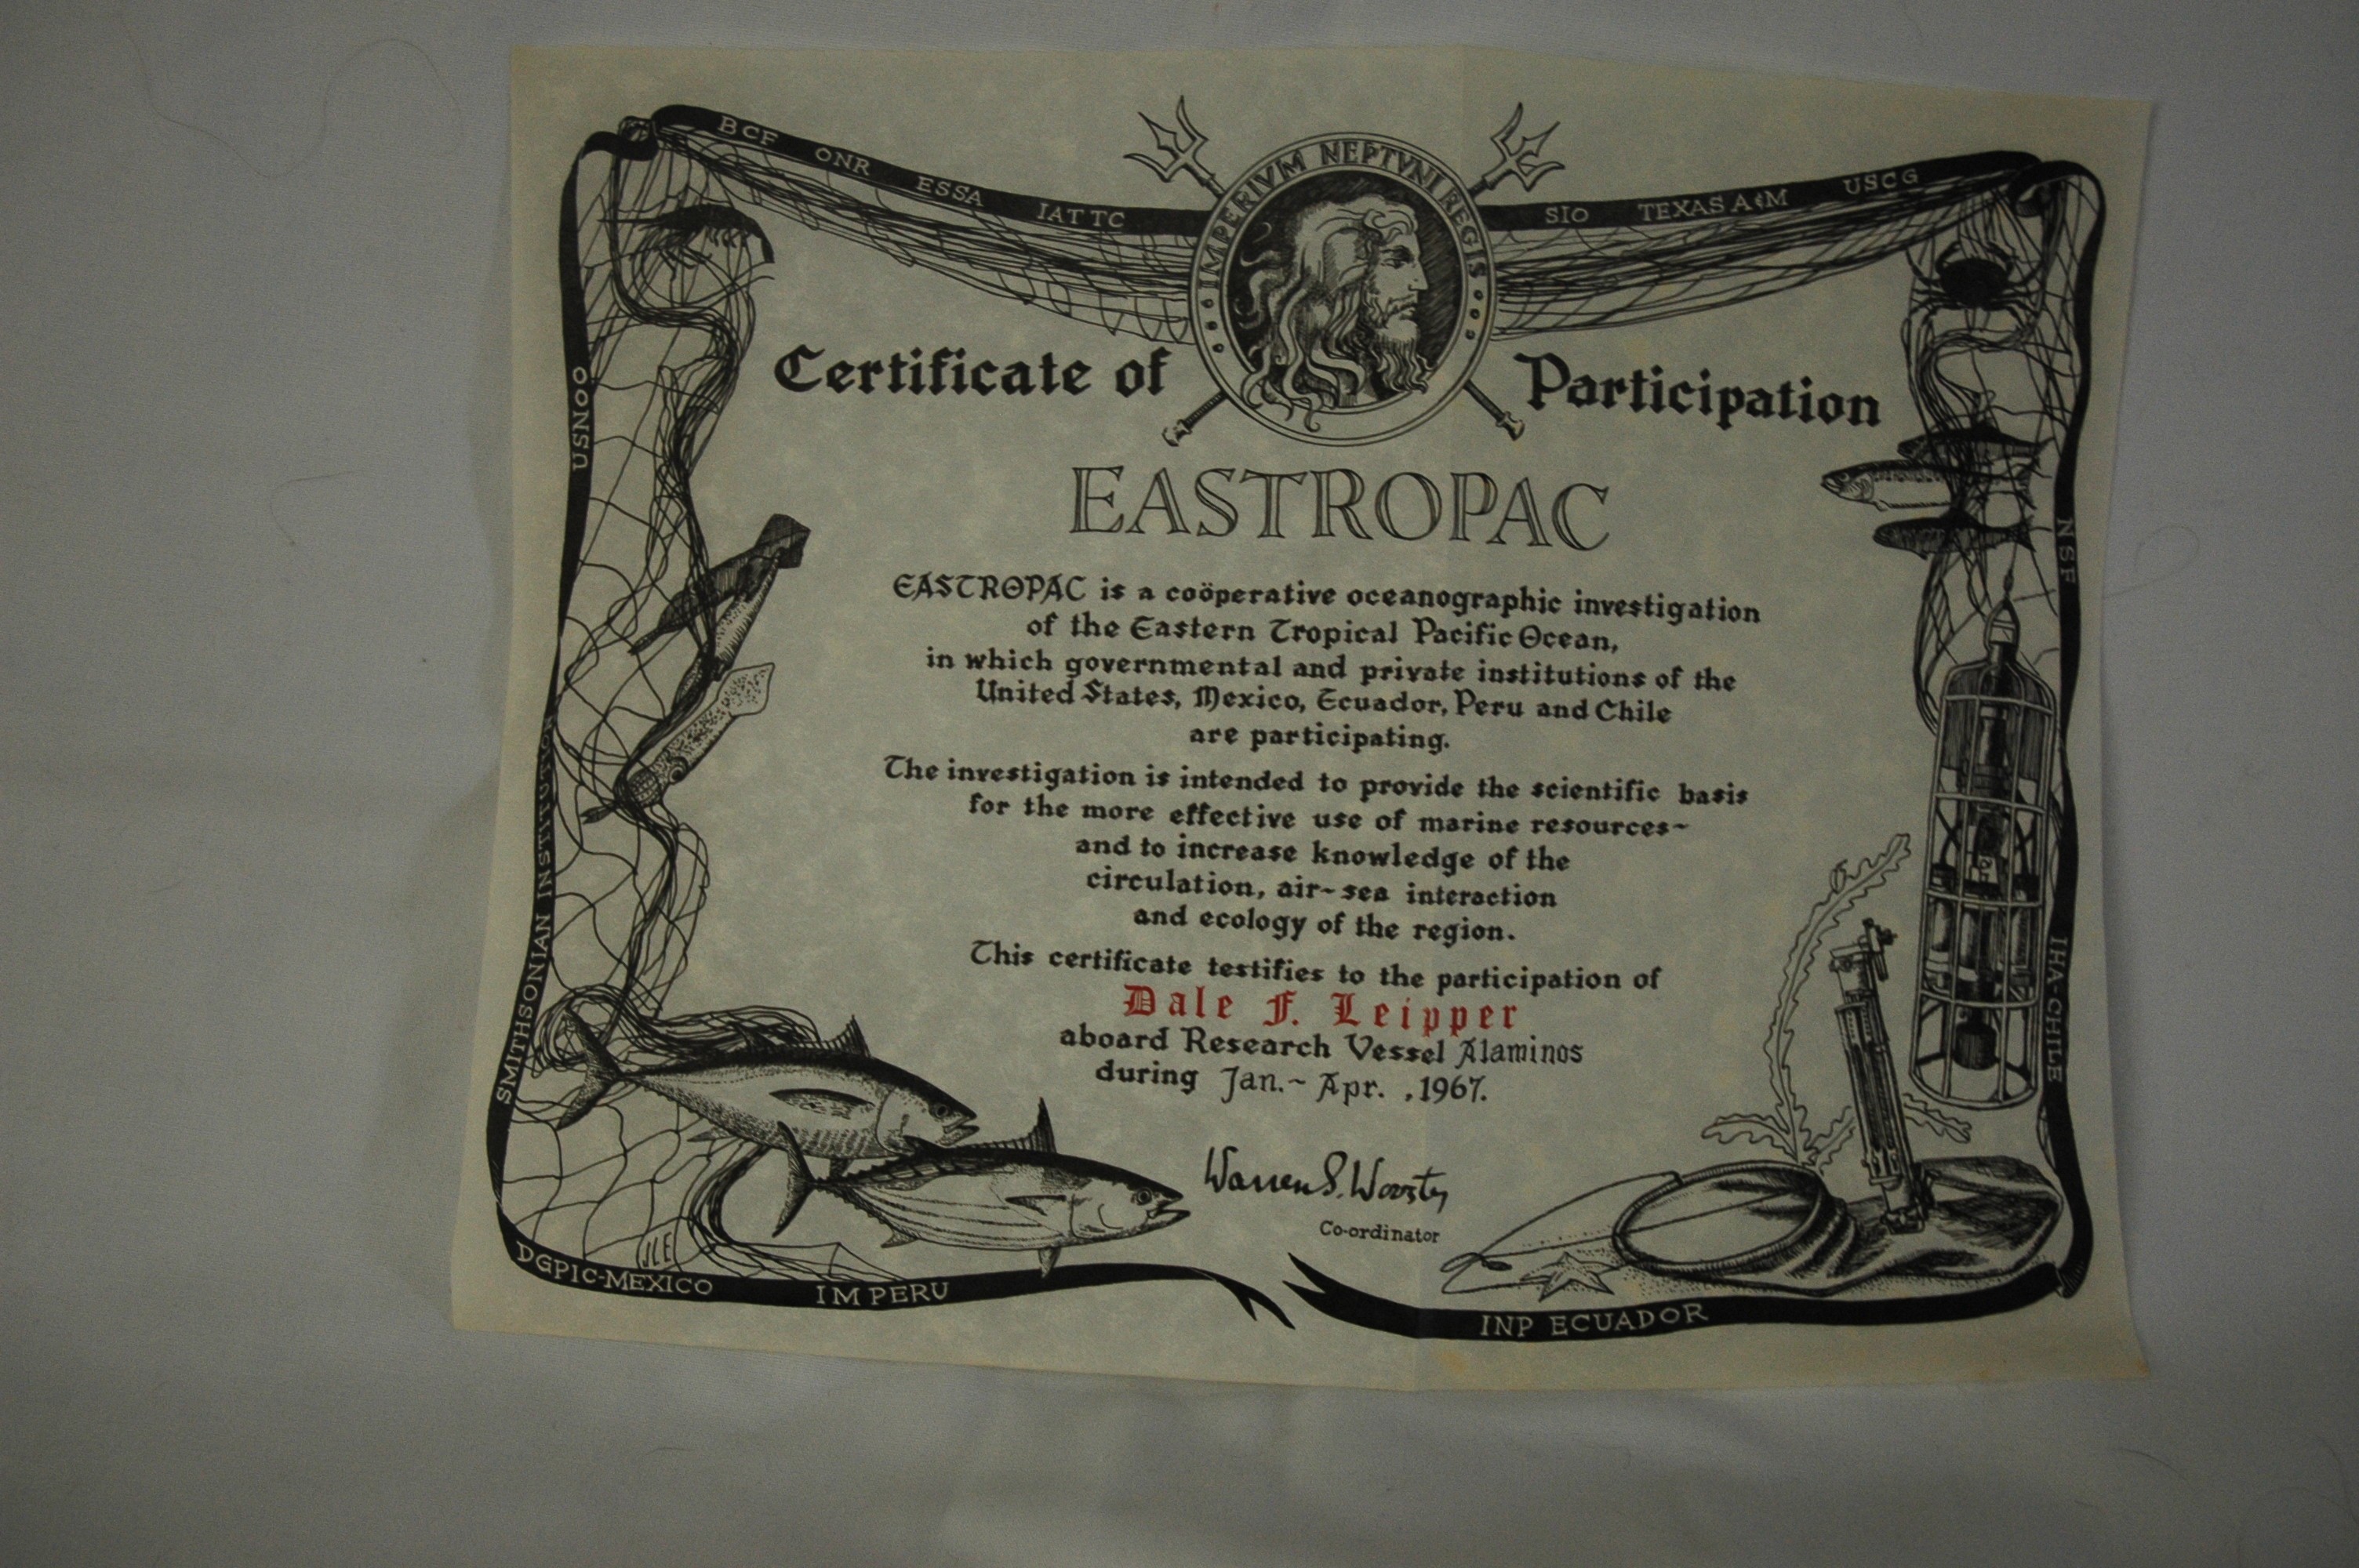 BCF ONR ESSA IATTC
IMPERIVM NEPTVNI REGIS
SIO TEXAS A&M USCG
USNOO
SMITHSONIAN INSTITUTION
Certificate of Participation
EASTROPAC
EASTROPAC is a coöperative oceanographic investigation
of the Eastern Tropical Pacific Ocean,
in which governmental and private institutions of the
United States, Mexico, Ecuador, Peru and Chile
are participating.
The investigation is intended to provide the scientific basis
for the more effective use of marine resources~
and to increase knowledge of the
circulation, air~sea interaction
and ecology of the region.
This certificate testifies to the participation of
Dale F. Leipper
aboard Research Vessel Alaminos
during Jan.~ Apr. ,1967.
Warren S. Wooster
Co-ordinator
NSF
IHA-CHILE
JLE
DGPIC-MEXICO IM PERU
INP ECUADOR